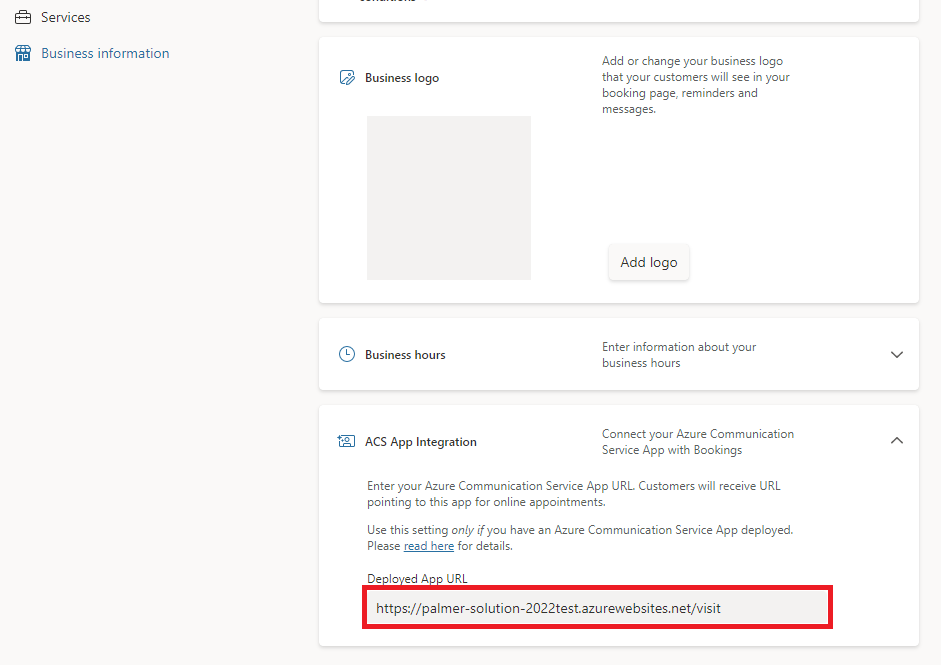 conditions
Services
Business information
Business logo
Add or change your business logo
that your customers will see in your
booking page, reminders and
messages.
Add logo
Business hours
Enter information about your
business hours
ACS App Integration
Connect your Azure Communication
Service App with Bookings
Enter your Azure Communication Service App URL. Customers will receive URL
pointing to this app for online appointments.
Use this setting only if you have an Azure Communication Service App deployed.
Please read here for details.
Deployed App URL
https://palmer-solution-2022test.azurewebsites.net/visit